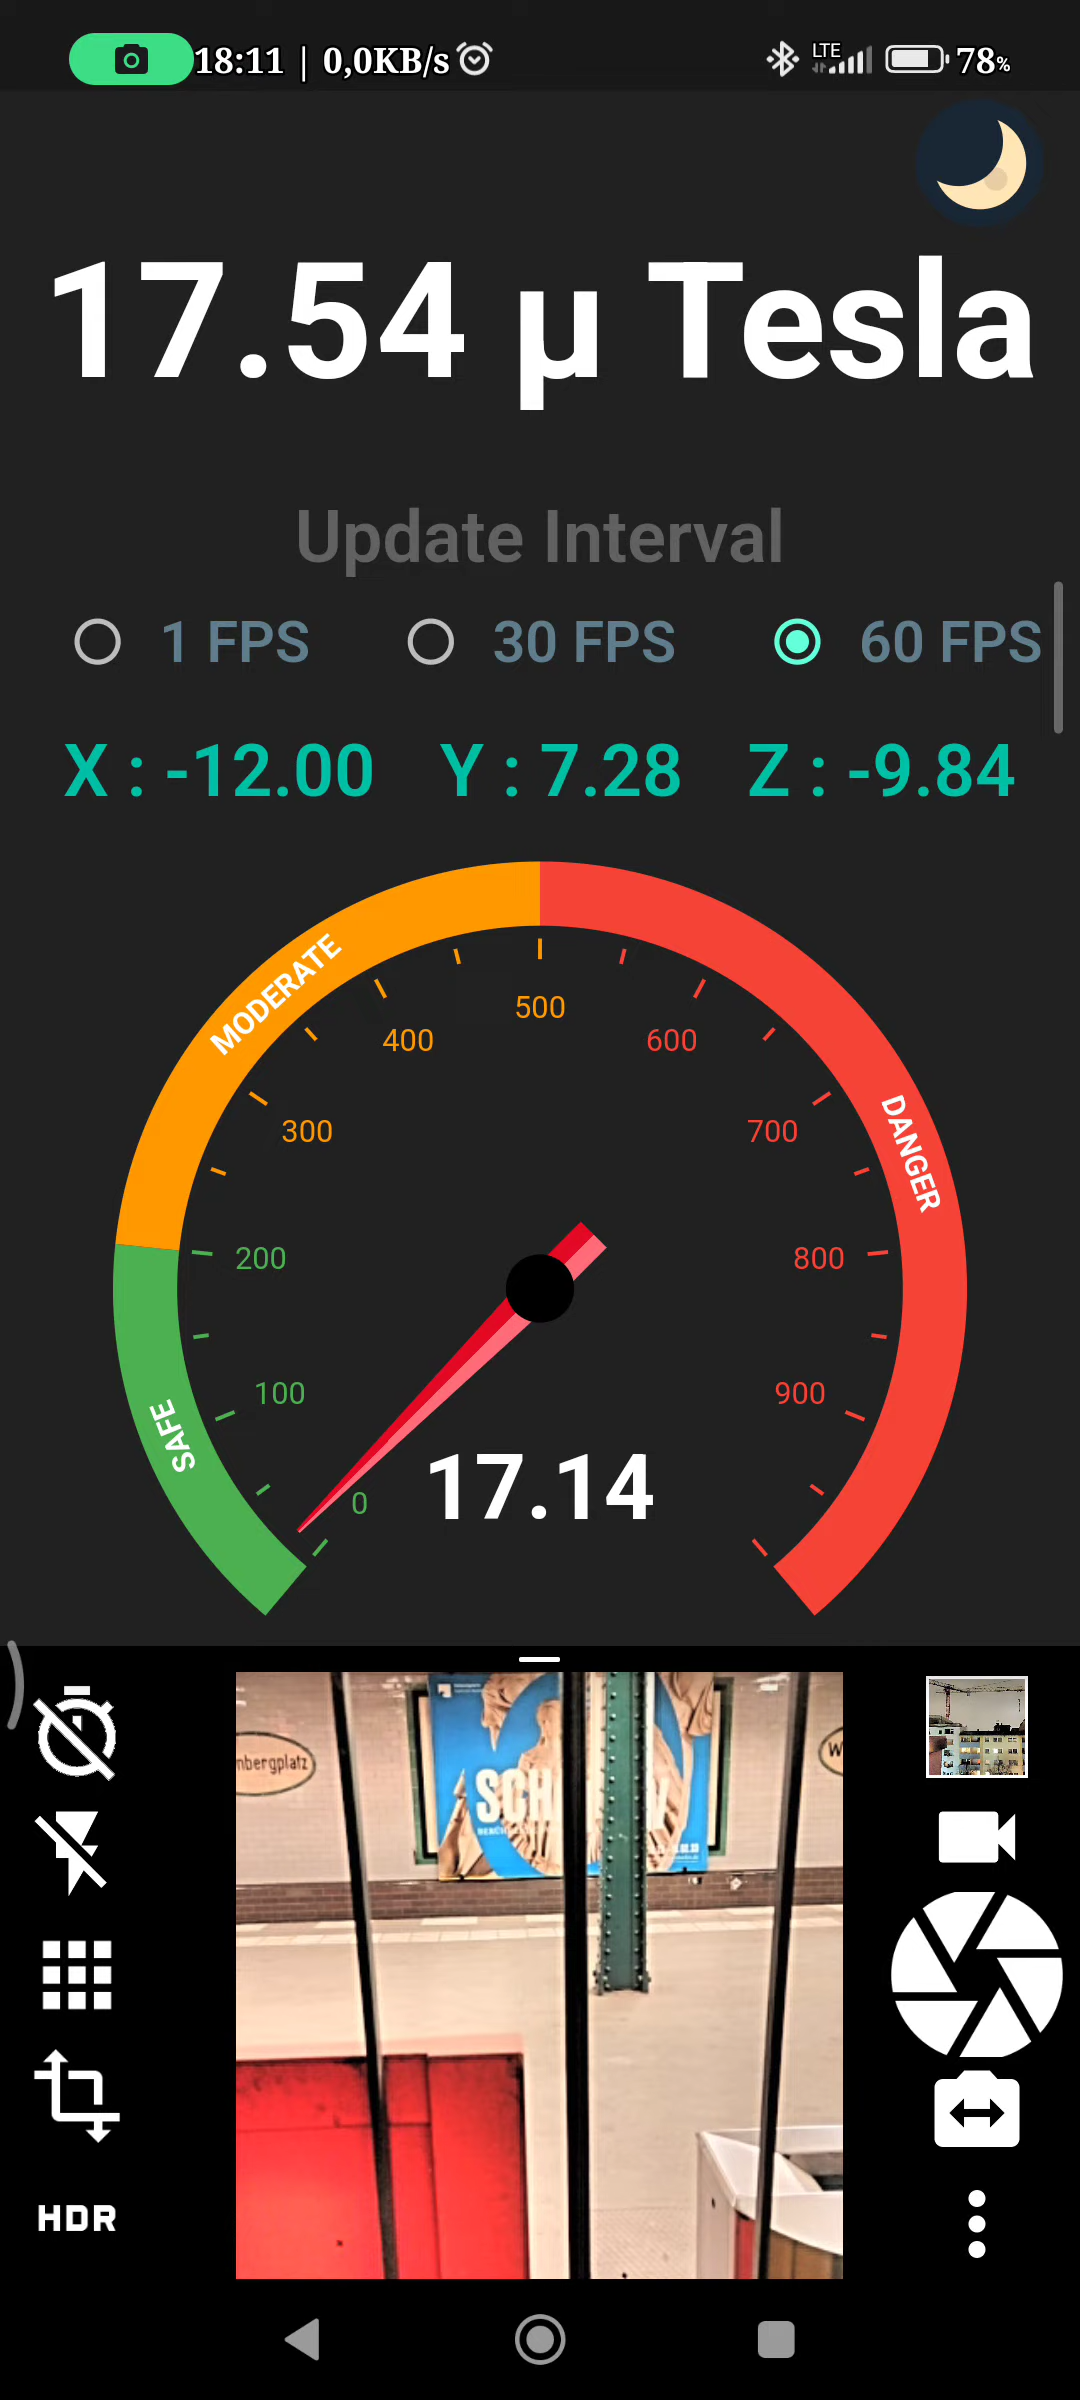 18:11 | 0,0KB/s
LTE
78%
17.54 µ Tesla
Update Interval
1 FPS 30 FPS 60 FPS
X : -12.00 Y : 7.28 Z : -9.84
MODERATE
DANGER
SAFE
0
100
200
300
400
500
600
700
800
900
17.14
nbergplatz
W
SCH
HDR